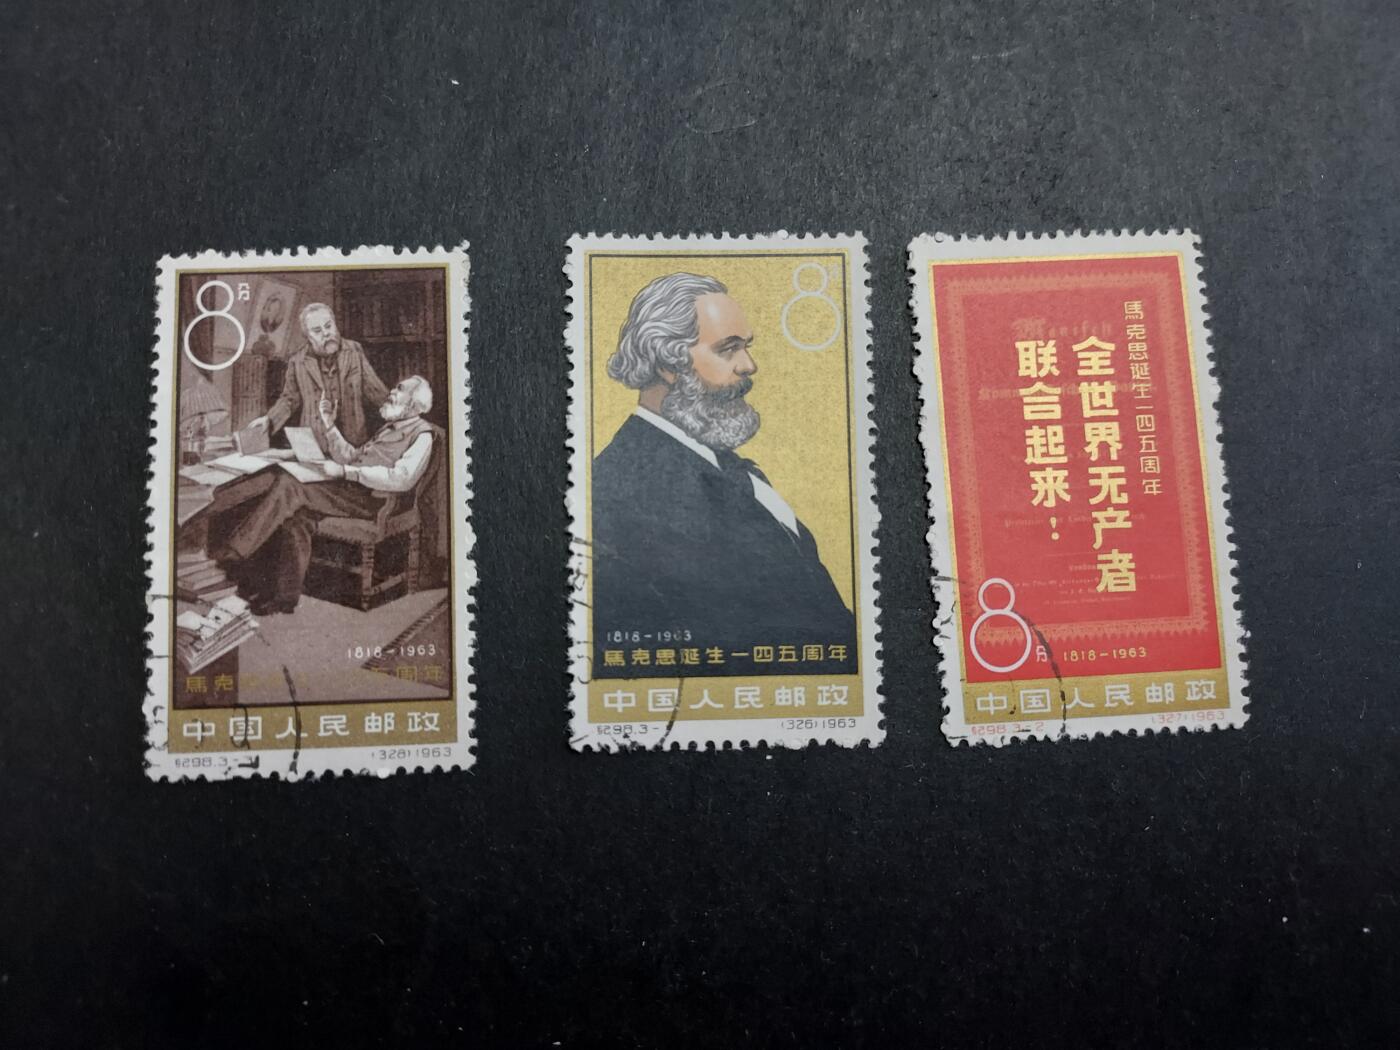 8分
1818-1963
馬克 五周年
中国人民邮政
纪98.3-3 (328)1963
8分
1818-1963
馬克思誕生一四五周年
中国人民邮政
纪98.3- (326)1963
馬克思誕生一四五周年
全世界无产者
联合起来！
8分 1818-1963
中国人民邮政
纪98.3-2 (327)1963